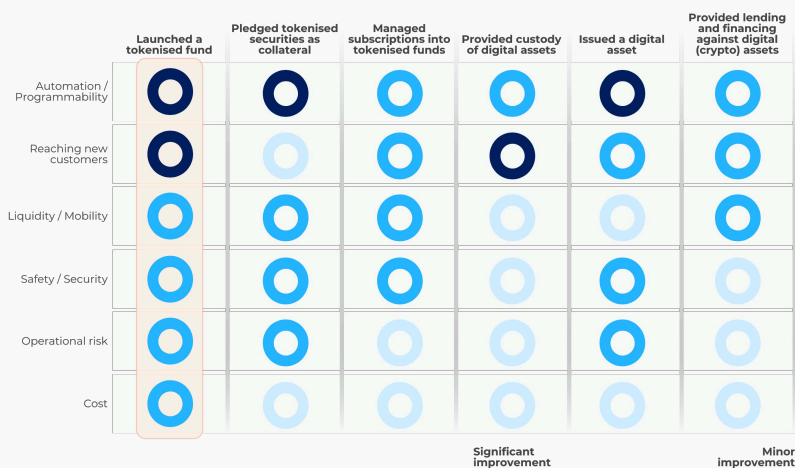 Launched a
tokenised fund
Pledged tokenised
securities as
collateral
Managed
subscriptions into
tokenised funds
Provided custody
of digital assets
Issued a digital
asset
Provided lending
and financing
against digital
(crypto) assets
Automation /
Programmability
Reaching new
customers
Liquidity / Mobility
Safety / Security
Operational risk
Cost
Significant
improvement
Minor
improvement